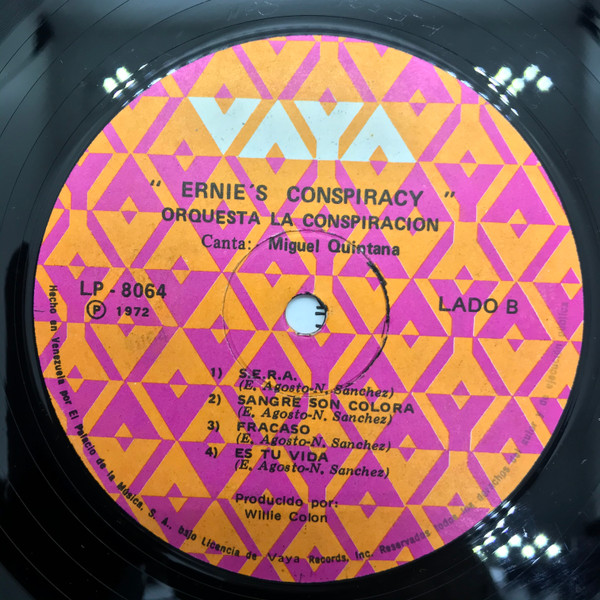 VAYA
" ERNIE'S CONSPIRACY "
ORQUESTA LA CONSPIRACION
Canta: Miguel Quintana
LP - 8064
Ⓟ 1972
LADO B
1) S.E.R.A.
(E. Agosto-N. Sanchez)
2) SANGRE SON COLORA
(E. Agosto-N. Sanchez)
3) FRACASO
(E. Agosto-N. Sanchez)
4) ES TU VIDA
(E. Agosto-N. Sanchez)
Producido por:
Willie Colon
Hecho en Venezuela por El Palacio de la Música, S. A., bajo Licencia de Vaya Records, Inc. Reservados todos los derechos del autor y de